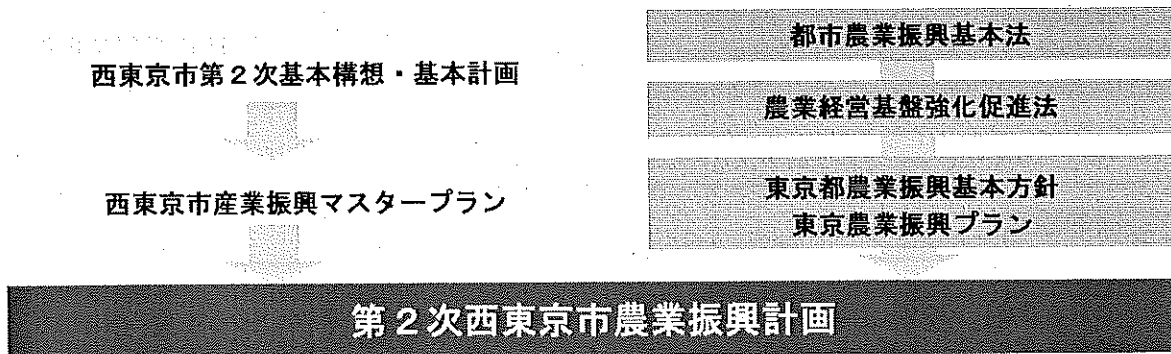 西東京市第２次基本構想・基本計画
西東京市産業振興マスタープラン
都市農業振興基本法
農業経営基盤強化促進法
東京都農業振興基本方針
東京農業振興プラン
第２次西東京市農業振興計画